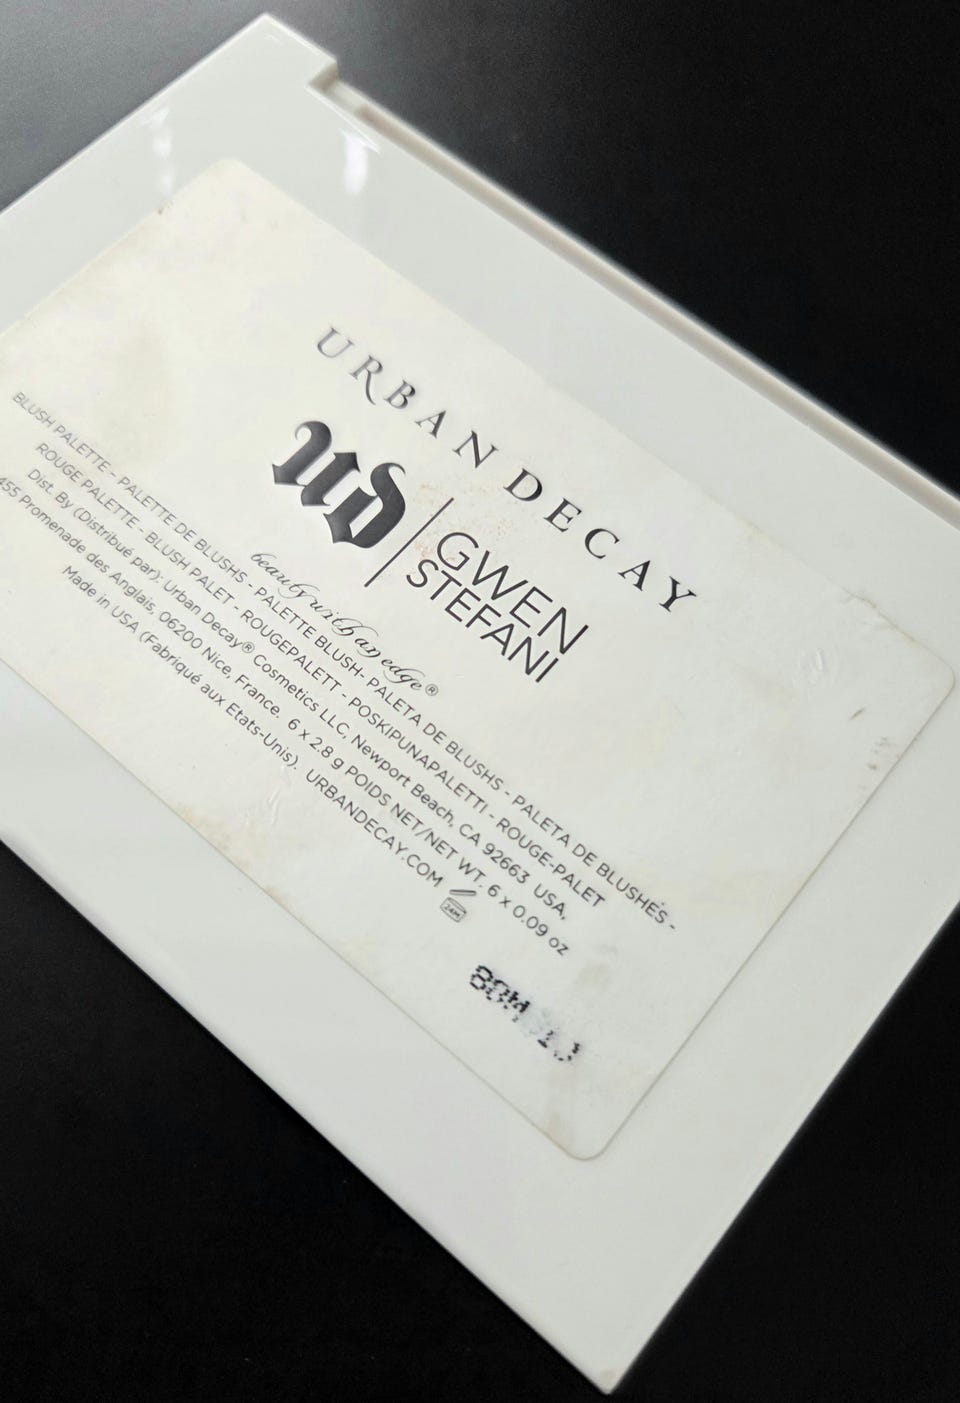 URBAN DECAY
UD
GWEN
STEFANI
beauty with an edge®
BLUSH PALETTE - PALETTE DE BLUSHS - PALETTE BLUSH- PALETA DE BLUSHS - PALETA DE BLUSHES -
ROUGE PALETTE - BLUSH PALET - ROUGEPALETT - POSKIPUNAPALETTI - ROUGE-PALET
Dist. By (Distribué par): Urban Decay® Cosmetics LLC, Newport Beach, CA 92663 USA,
455 Promenade des Anglais, 06200 Nice, France. 6 x 2.8 g POIDS NET/NET WT. 6 x 0.09 oz
Made in USA (Fabriqué aux Etats-Unis). URBANDECAY.COM
24M